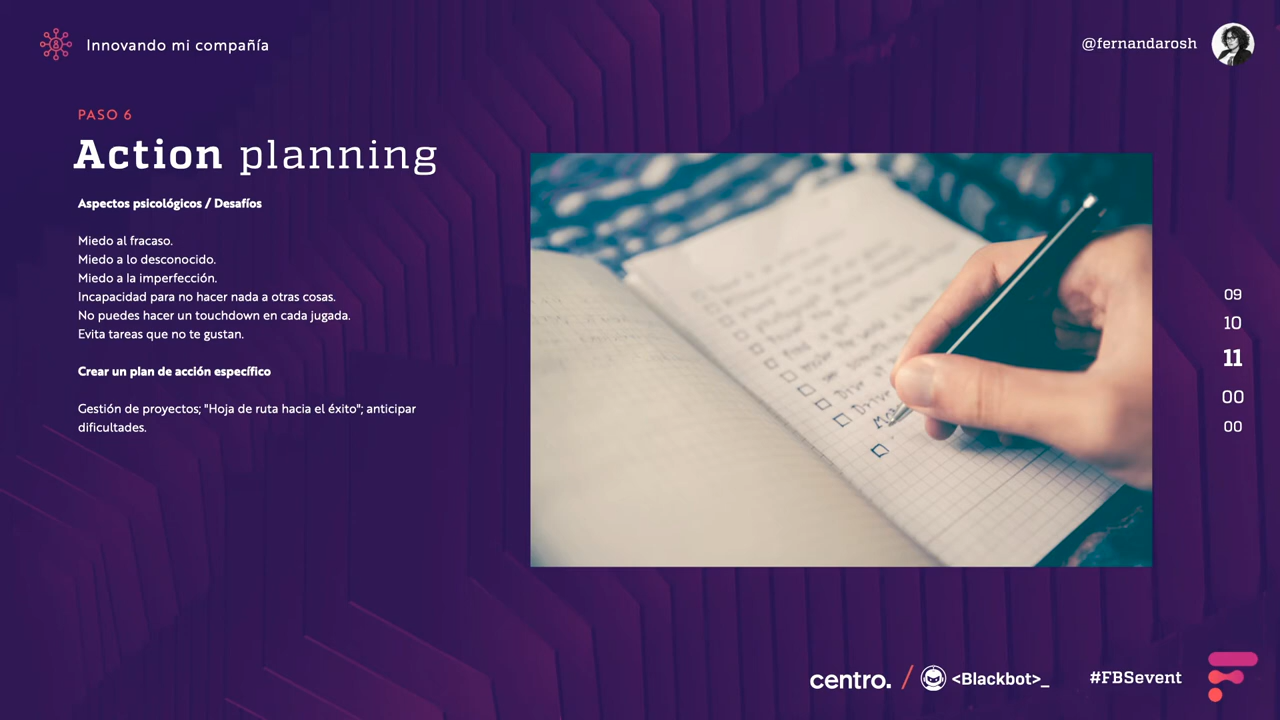 Innovando mi compañía
@fernandarosh
PASO 6
Action planning
Aspectos psicológicos / Desafíos
Miedo al fracaso.
Miedo a lo desconocido.
Miedo a la imperfección.
Incapacidad para no hacer nada a otras cosas.
No puedes hacer un touchdown en cada jugada.
Evita tareas que no te gustan.
Crear un plan de acción específico
Gestión de proyectos; "Hoja de ruta hacia el éxito"; anticipar
dificultades.
09
10
11
00
00
centro. / <Blackbot>_
#FBSevent